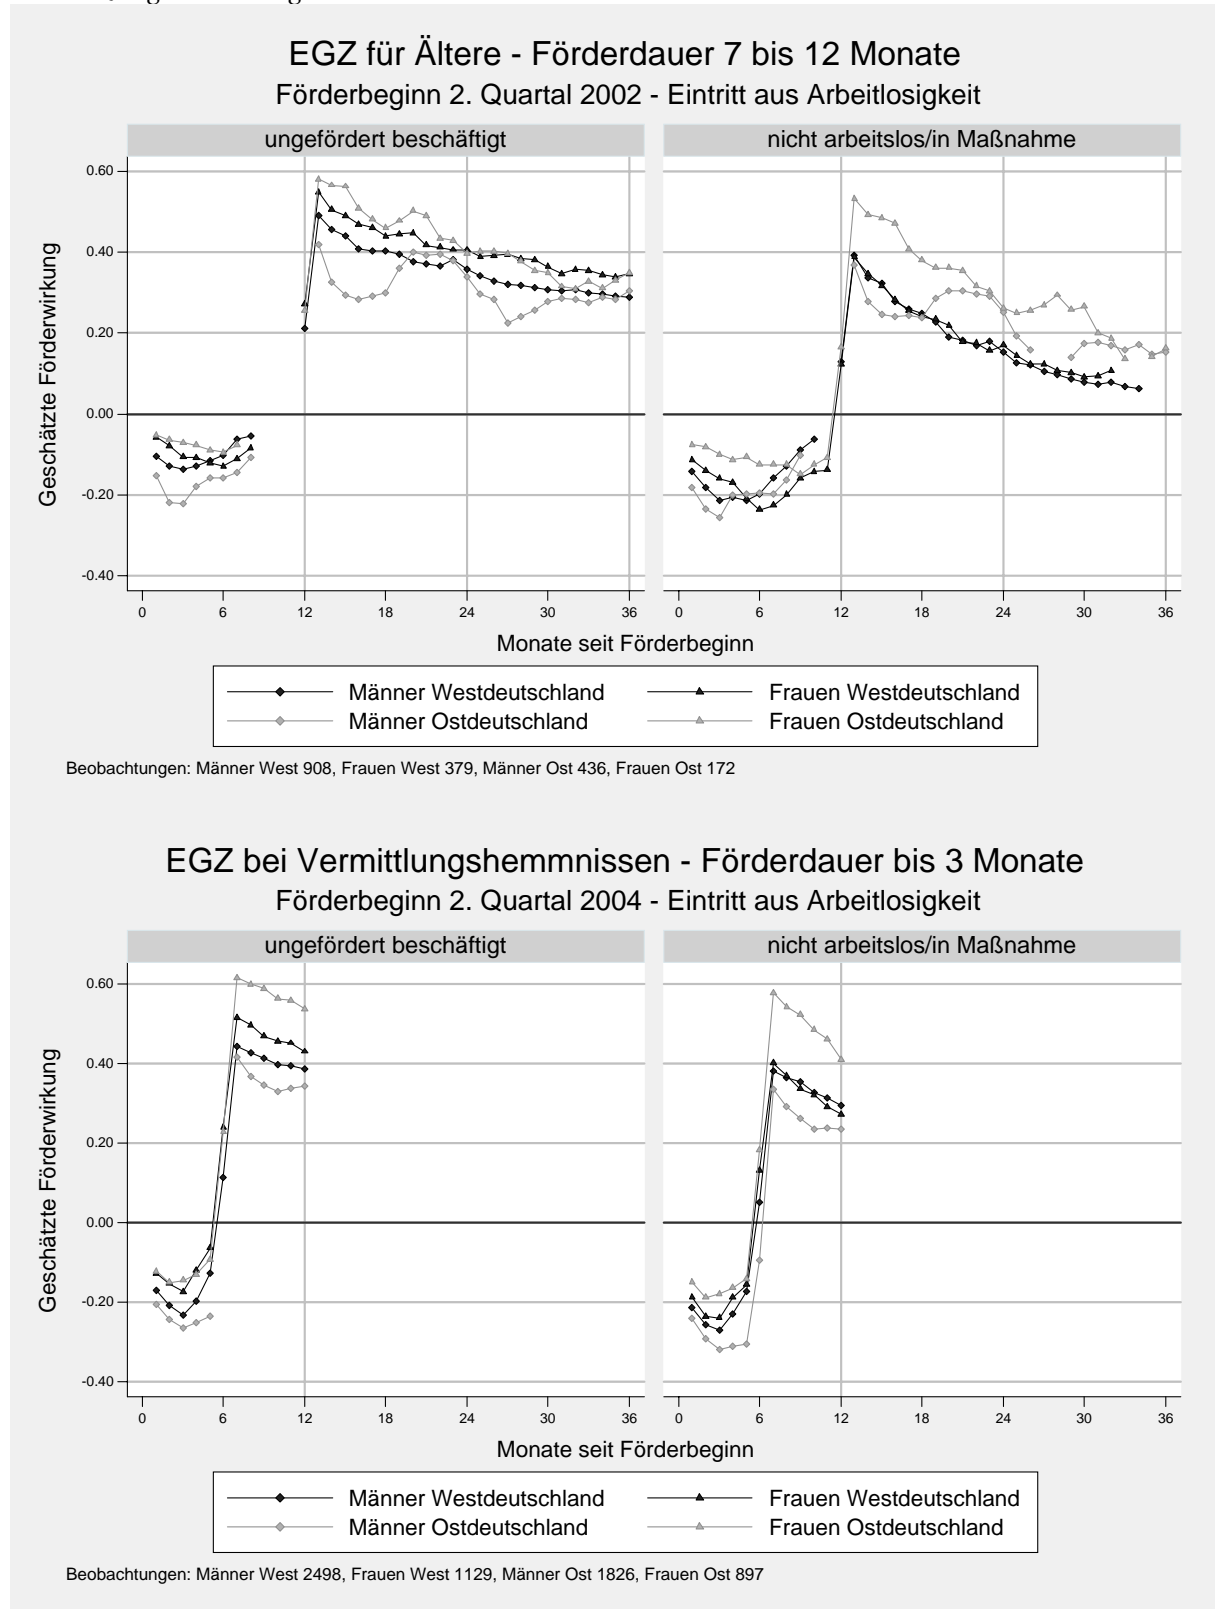 EGZ für Ältere - Förderdauer 7 bis 12 Monate
Förderbeginn 2. Quartal 2002 - Eintritt aus Arbeitlosigkeit
ungefördert beschäftigt
nicht arbeitslos/in Maßnahme
Geschätzte Förderwirkung
0.60
0.40
0.20
0.00
-0.20
-0.40
0 6 12 18 24 30 36
0 6 12 18 24 30 36
Monate seit Förderbeginn
Männer Westdeutschland Frauen Westdeutschland
Männer Ostdeutschland Frauen Ostdeutschland
Beobachtungen: Männer West 908, Frauen West 379, Männer Ost 436, Frauen Ost 172
EGZ bei Vermittlungshemmnissen - Förderdauer bis 3 Monate
Förderbeginn 2. Quartal 2004 - Eintritt aus Arbeitlosigkeit
ungefördert beschäftigt
nicht arbeitslos/in Maßnahme
Geschätzte Förderwirkung
0.60
0.40
0.20
0.00
-0.20
-0.40
0 6 12 18 24 30 36
0 6 12 18 24 30 36
Monate seit Förderbeginn
Männer Westdeutschland Frauen Westdeutschland
Männer Ostdeutschland Frauen Ostdeutschland
Beobachtungen: Männer West 2498, Frauen West 1129, Männer Ost 1826, Frauen Ost 897